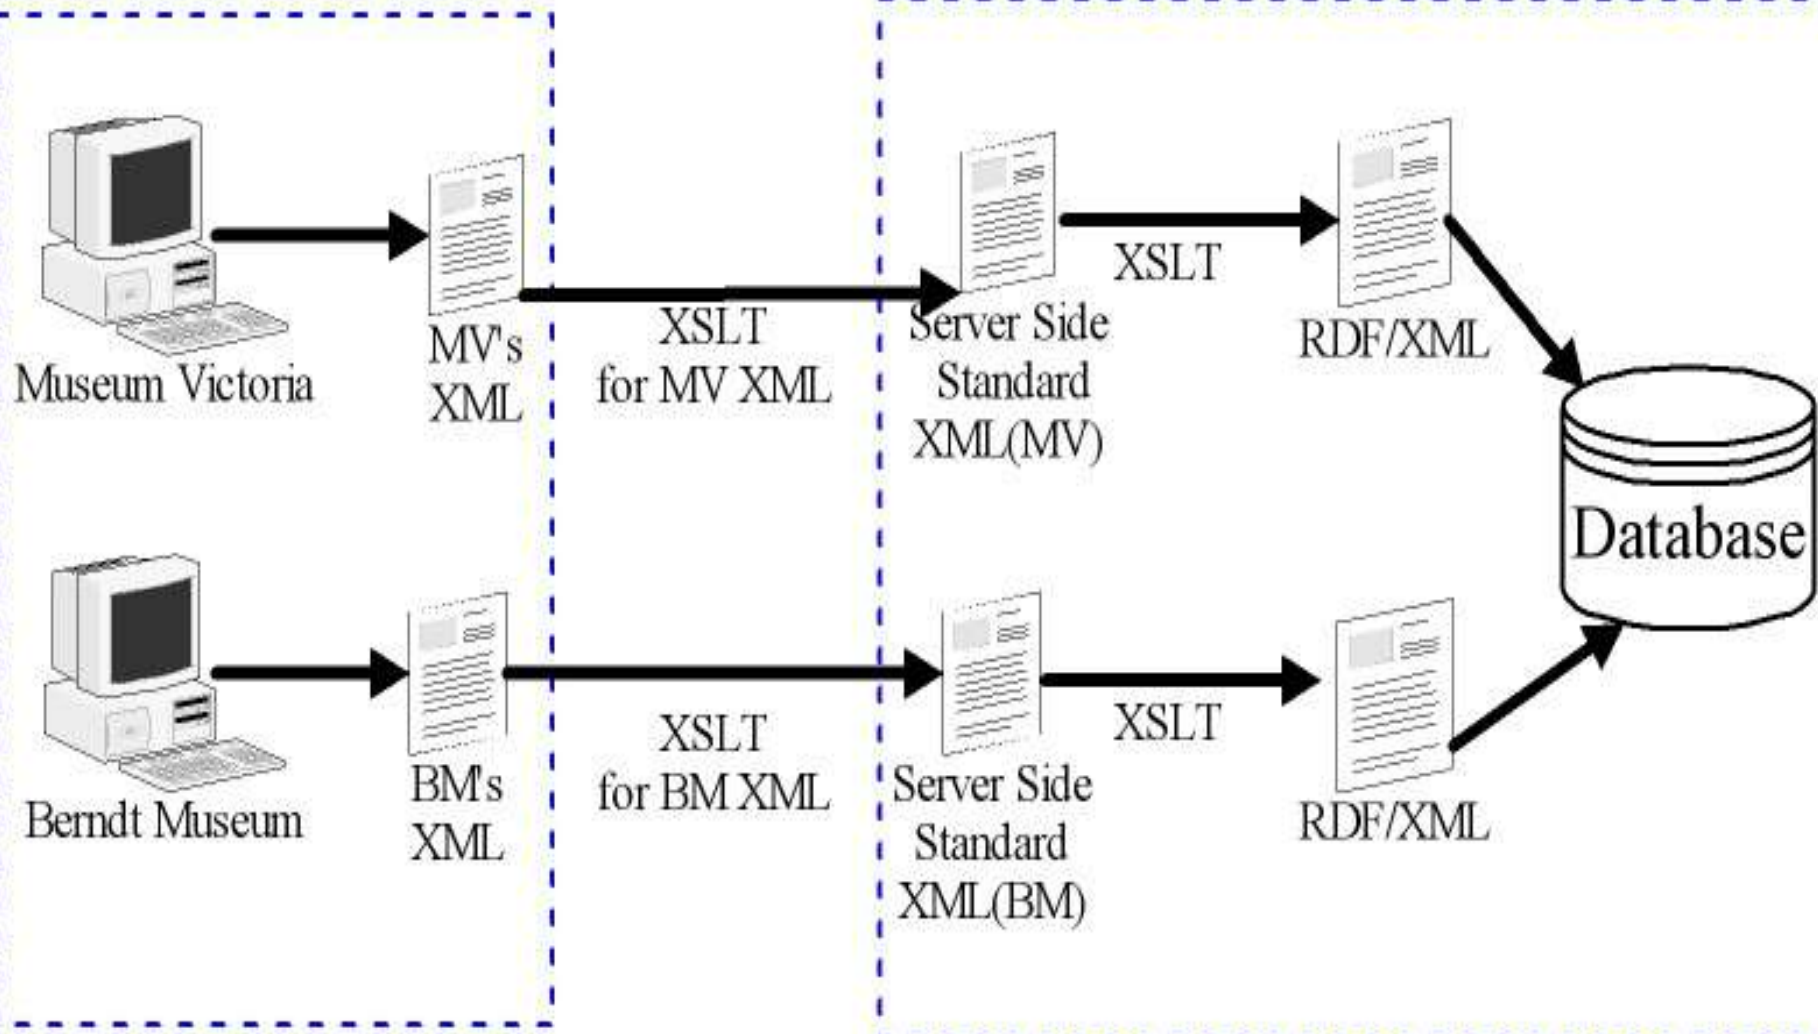 Museum Victoria
MV's
XML
XSLT
for MV XML
Server Side
Standard
XML(MV)
XSLT
RDF/XML
Database
Berndt Museum
BM's
XML
XSLT
for BM XML
Server Side
Standard
XML(BM)
XSLT
RDF/XML